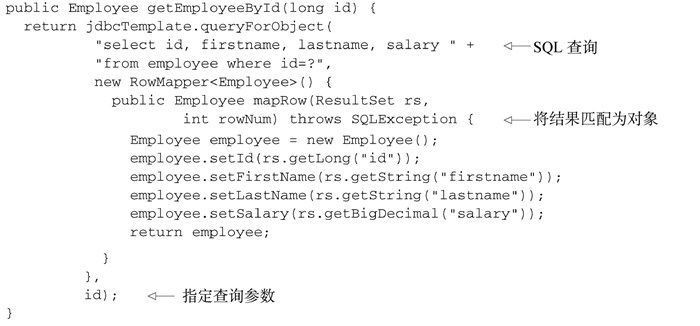 public Employee getEmployeeById(long id) {
return jdbcTemplate.queryForObject(
"select id, firstname, lastname, salary " + ◁—SQL 查询
"from employee where id=?",
new RowMapper<Employee>() {
public Employee mapRow(ResultSet rs,
int rowNum) throws SQLException { ◁—将结果匹配为对象
Employee employee = new Employee();
employee.setId(rs.getLong("id"));
employee.setFirstName(rs.getString("firstname"));
employee.setLastName(rs.getString("lastname"));
employee.setSalary(rs.getBigDecimal("salary"));
return employee;
}
},
id); ◁— 指定查询参数
}